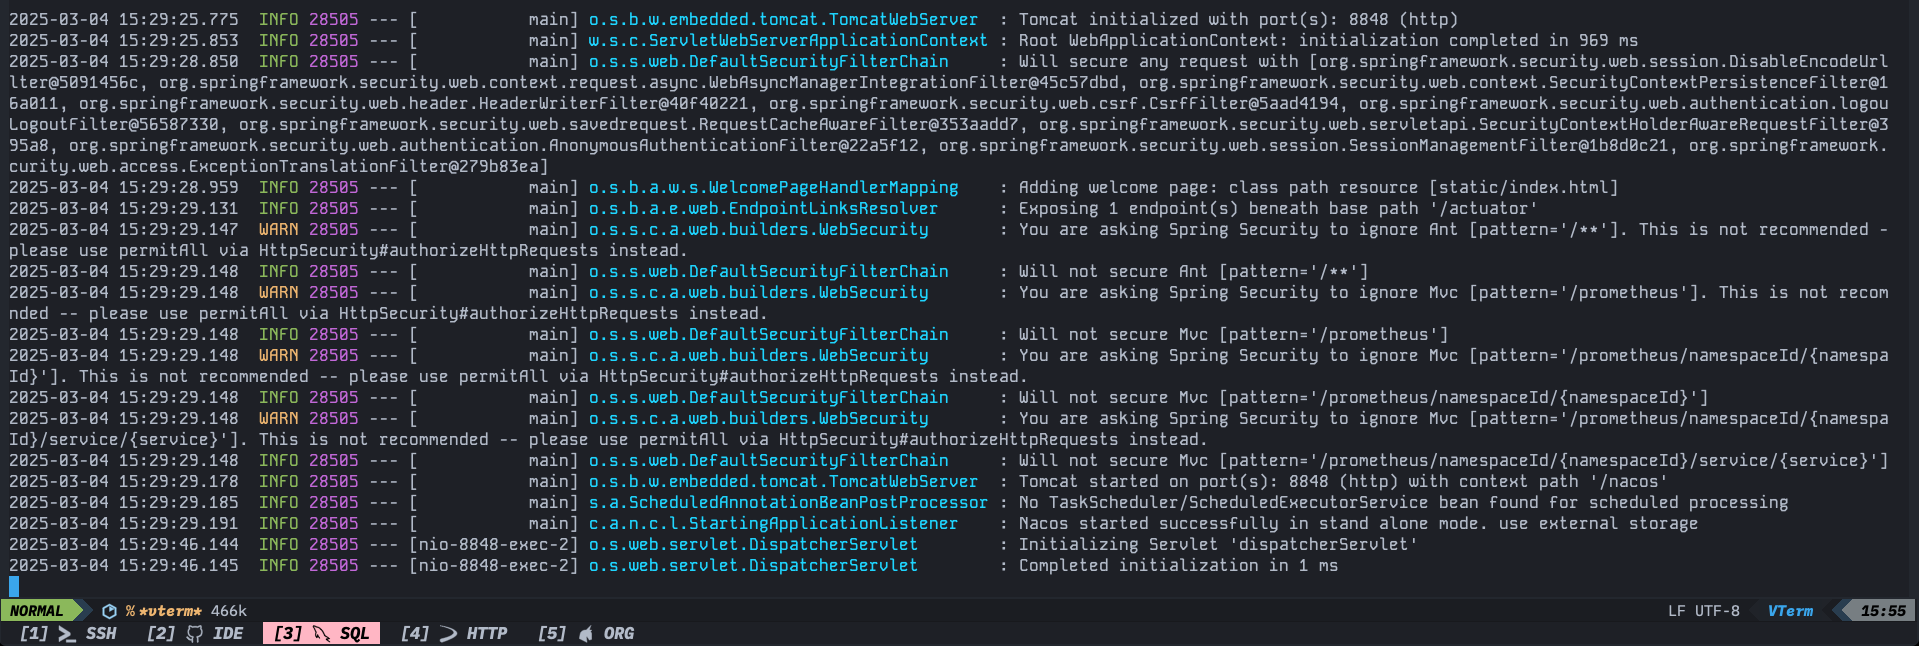 2025-03-04 15:29:25.775  INFO 28505 --- [           main] o.s.b.w.embedded.tomcat.TomcatWebServer  : Tomcat initialized with port(s): 8848 (http)
2025-03-04 15:29:25.853  INFO 28505 --- [           main] w.s.c.ServletWebServerApplicationContext : Root WebApplicationContext: initialization completed in 969 ms
2025-03-04 15:29:28.850  INFO 28505 --- [           main] o.s.s.web.DefaultSecurityFilterChain     : Will secure any request with [org.springframework.security.web.session.DisableEncodeUrl
lter@5091456c, org.springframework.security.web.context.request.async.WebAsyncManagerIntegrationFilter@45c57dbd, org.springframework.security.web.context.SecurityContextPersistenceFilter@1
6a011, org.springframework.security.web.header.HeaderWriterFilter@40f40221, org.springframework.security.web.csrf.CsrfFilter@5aad4194, org.springframework.security.web.authentication.logou
LogoutFilter@56587330, org.springframework.security.web.savedrequest.RequestCacheAwareFilter@353aadd7, org.springframework.security.web.servletapi.SecurityContextHolderAwareRequestFilter@3
95a8, org.springframework.security.web.authentication.AnonymousAuthenticationFilter@22a5f12, org.springframework.security.web.session.SessionManagementFilter@1b8d0c21, org.springframework.
curity.web.access.ExceptionTranslationFilter@279b83ea]
2025-03-04 15:29:28.959  INFO 28505 --- [           main] o.s.b.a.w.s.WelcomePageHandlerMapping    : Adding welcome page: class path resource [static/index.html]
2025-03-04 15:29:29.131  INFO 28505 --- [           main] o.s.b.a.e.web.EndpointLinksResolver      : Exposing 1 endpoint(s) beneath base path '/actuator'
2025-03-04 15:29:29.147  WARN 28505 --- [           main] o.s.s.c.a.web.builders.WebSecurity       : You are asking Spring Security to ignore Ant [pattern='/**']. This is not recommended -
please use permitAll via HttpSecurity#authorizeHttpRequests instead.
2025-03-04 15:29:29.148  INFO 28505 --- [           main] o.s.s.web.DefaultSecurityFilterChain     : Will not secure Ant [pattern='/**']
2025-03-04 15:29:29.148  WARN 28505 --- [           main] o.s.s.c.a.web.builders.WebSecurity       : You are asking Spring Security to ignore Mvc [pattern='/prometheus']. This is not recom
nded -- please use permitAll via HttpSecurity#authorizeHttpRequests instead.
2025-03-04 15:29:29.148  INFO 28505 --- [           main] o.s.s.web.DefaultSecurityFilterChain     : Will not secure Mvc [pattern='/prometheus']
2025-03-04 15:29:29.148  WARN 28505 --- [           main] o.s.s.c.a.web.builders.WebSecurity       : You are asking Spring Security to ignore Mvc [pattern='/prometheus/namespaceId/{namespa
Id}']. This is not recommended -- please use permitAll via HttpSecurity#authorizeHttpRequests instead.
2025-03-04 15:29:29.148  INFO 28505 --- [           main] o.s.s.web.DefaultSecurityFilterChain     : Will not secure Mvc [pattern='/prometheus/namespaceId/{namespaceId}']
2025-03-04 15:29:29.148  WARN 28505 --- [           main] o.s.s.c.a.web.builders.WebSecurity       : You are asking Spring Security to ignore Mvc [pattern='/prometheus/namespaceId/{namespa
Id}/service/{service}']. This is not recommended -- please use permitAll via HttpSecurity#authorizeHttpRequests instead.
2025-03-04 15:29:29.148  INFO 28505 --- [           main] o.s.s.web.DefaultSecurityFilterChain     : Will not secure Mvc [pattern='/prometheus/namespaceId/{namespaceId}/service/{service}']
2025-03-04 15:29:29.178  INFO 28505 --- [           main] o.s.b.w.embedded.tomcat.TomcatWebServer  : Tomcat started on port(s): 8848 (http) with context path '/nacos'
2025-03-04 15:29:29.185  INFO 28505 --- [           main] s.a.ScheduledAnnotationBeanPostProcessor : No TaskScheduler/ScheduledExecutorService bean found for scheduled processing
2025-03-04 15:29:29.191  INFO 28505 --- [           main] c.a.n.c.l.StartingApplicationListener    : Nacos started successfully in stand alone mode. use external storage
2025-03-04 15:29:46.144  INFO 28505 --- [nio-8848-exec-2] o.s.web.servlet.DispatcherServlet        : Initializing Servlet 'dispatcherServlet'
2025-03-04 15:29:46.145  INFO 28505 --- [nio-8848-exec-2] o.s.web.servlet.DispatcherServlet        : Completed initialization in 1 ms
NORMAL % *vterm* 466k LF UTF-8 VTerm 15:55
[1] SSH [2] IDE [3] SQL [4] HTTP [5] ORG